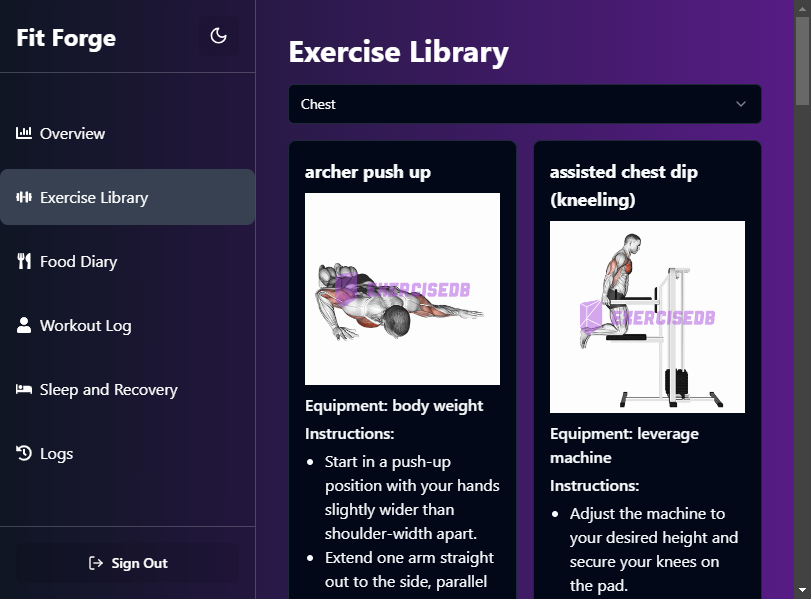 Fit Forge
Overview
Exercise Library
Food Diary
Workout Log
Sleep and Recovery
Logs
Sign Out
Exercise Library
Chest
archer push up
EXERCISEDB
Equipment: body weight
Instructions:
• Start in a push-up
position with your hands
slightly wider than
shoulder-width apart.
• Extend one arm straight
out to the side, parallel
assisted chest dip
(kneeling)
EXERCISEDB
Equipment: leverage
machine
Instructions:
• Adjust the machine to
your desired height and
secure your knees on
the pad.